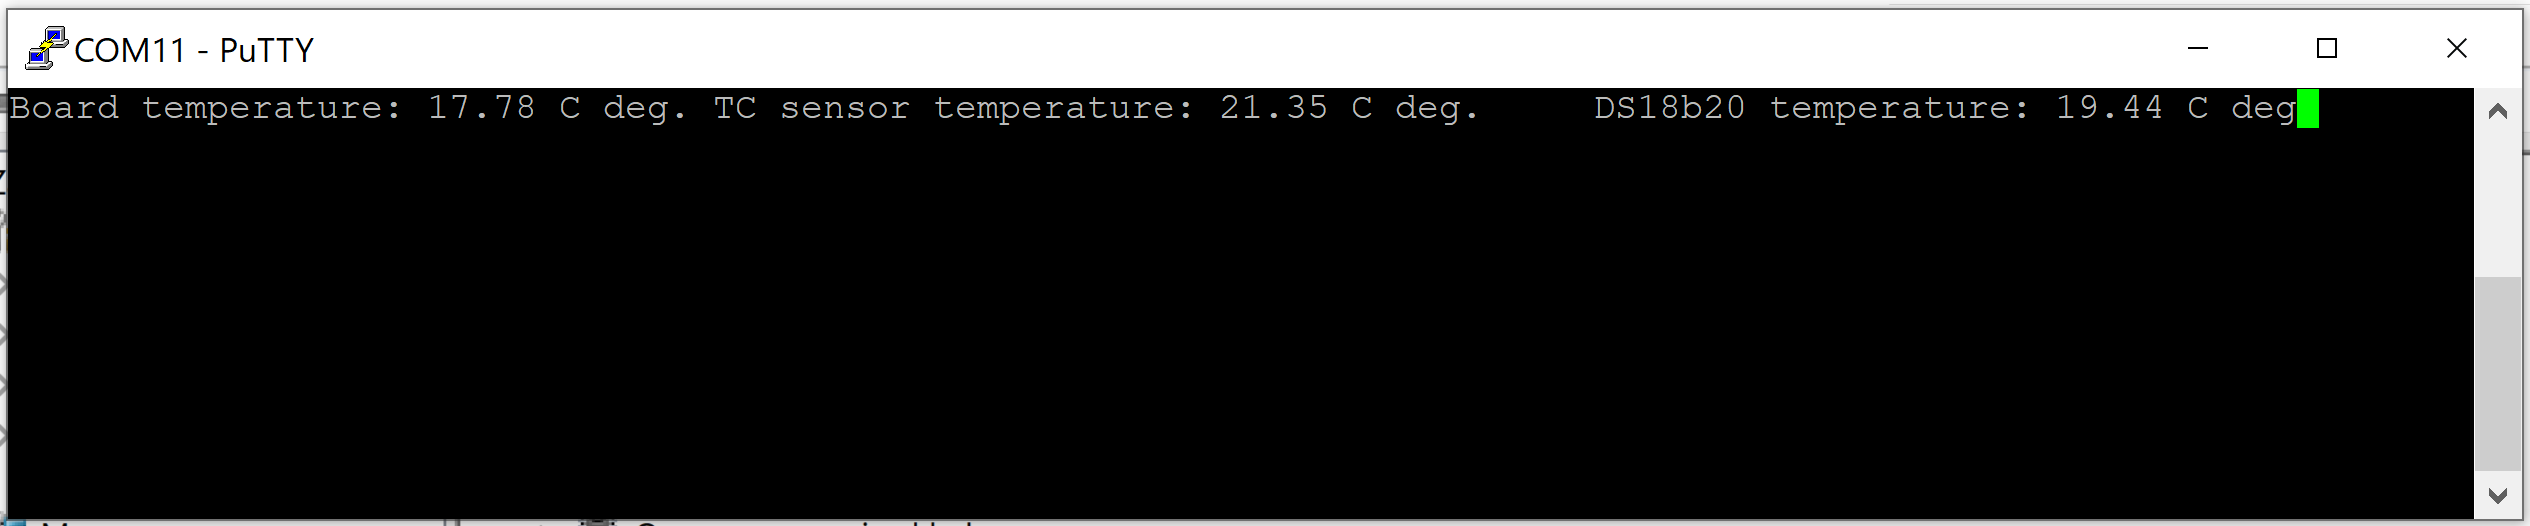 COM11 - PuTTY
Board temperature: 17.78 C deg. TC sensor temperature: 21.35 C deg.     DS18b20 temperature: 19.44 C deg